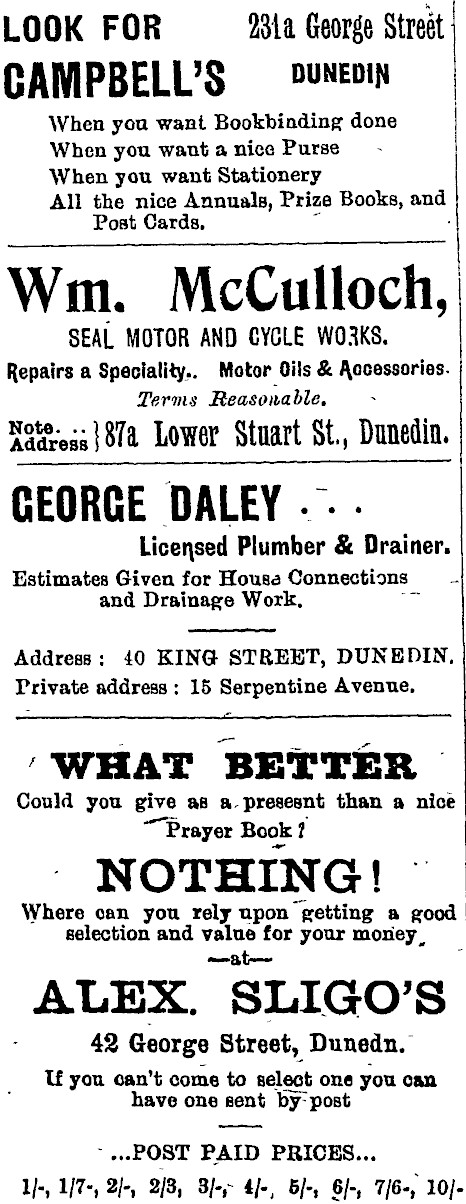 LOOK FOR 231a George Street
CAMPBELL'S DUNEDIN
When you want Bookbinding done
When you want a nice Purse
When you want Stationery
All the nice Annuals, Prize Books, and
Post Cards.
Wm. McCulloch,
SEAL MOTOR AND CYCLE WORKS.
Repairs a Speciality.. Motor Oils & Accessories.
Terms Reasonable.
Note. .. Address } 87a Lower Stuart St., Dunedin.
GEORGE DALEY . . .
Licensed Plumber & Drainer.
Estimates Given for House Connections
and Drainage Work.
Address : 40 KING STREET, DUNEDIN.
Private address : 15 Serpentine Avenue.
WHAT BETTER
Could you give as a preseent than a nice
Prayer Book ?
NOTHING!
Where can you rely upon getting a good
selection and value for your money
—at—
ALEX. SLIGO'S
42 George Street, Dunedn.
If you can't come to select one you can
have one sent by post
...POST PAID PRICES...
1/-, 1/7-, 2/-, 2/3, 3/-, 4/-, 5/-, 6/-, 7/6-, 10/-